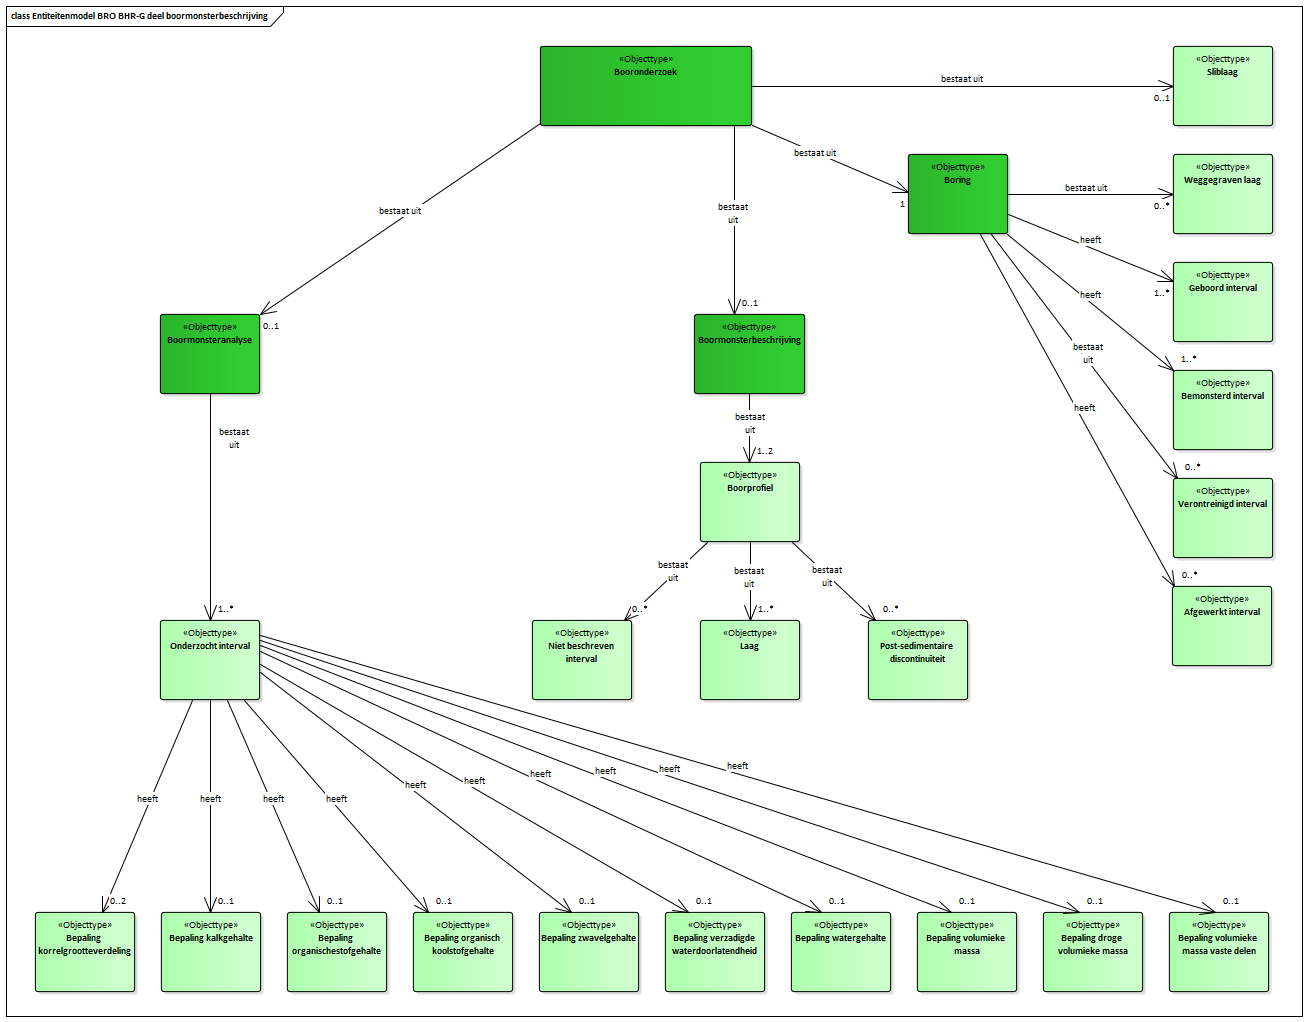 class Entiteitenmodel BRO BHR-G deel boormonsterbeschrijving
«Objecttype»
Booronderzoek
«Objecttype»
Sliblaag
bestaat uit
0..1
bestaat uit
«Objecttype»
Boring
1
bestaat uit
0..*
«Objecttype»
Weggegraven laag
bestaat uit
bestaat
uit
heeft
1..*
«Objecttype»
Geboord interval
heeft
0..1
0..1
«Objecttype»
Boormonsteranalyse
«Objecttype»
Boormonsterbeschrijving
bestaat
uit
1..*
«Objecttype»
Bemonsterd interval
heeft
bestaat
uit
bestaat
uit
1..2
0..*
«Objecttype»
Boorprofiel
«Objecttype»
Verontreinigd interval
bestaat
uit
bestaat
uit
bestaat
uit
0..*
«Objecttype»
Afgewerkt interval
1..*
0..*
1..*
0..*
«Objecttype»
Onderzocht interval
«Objecttype»
Niet beschreven
interval
«Objecttype»
Laag
«Objecttype»
Post-sedimentaire
discontinuiteit
heeft
heeft
heeft
heeft
heeft
heeft
heeft
heeft
heeft
heeft
0..2
0..1
0..1
0..1
0..1
0..1
0..1
0..1
0..1
0..1
«Objecttype»
Bepaling
korrelgrootteverdeling
«Objecttype»
Bepaling kalkgehalte
«Objecttype»
Bepaling
organischestofgehalte
«Objecttype»
Bepaling organisch
koolstofgehalte
«Objecttype»
Bepaling zwavelgehalte
«Objecttype»
Bepaling verzadigde
waterdoorlatendheid
«Objecttype»
Bepaling watergehalte
«Objecttype»
Bepaling volumieke
massa
«Objecttype»
Bepaling droge
volumieke massa
«Objecttype»
Bepaling volumieke
massa vaste delen